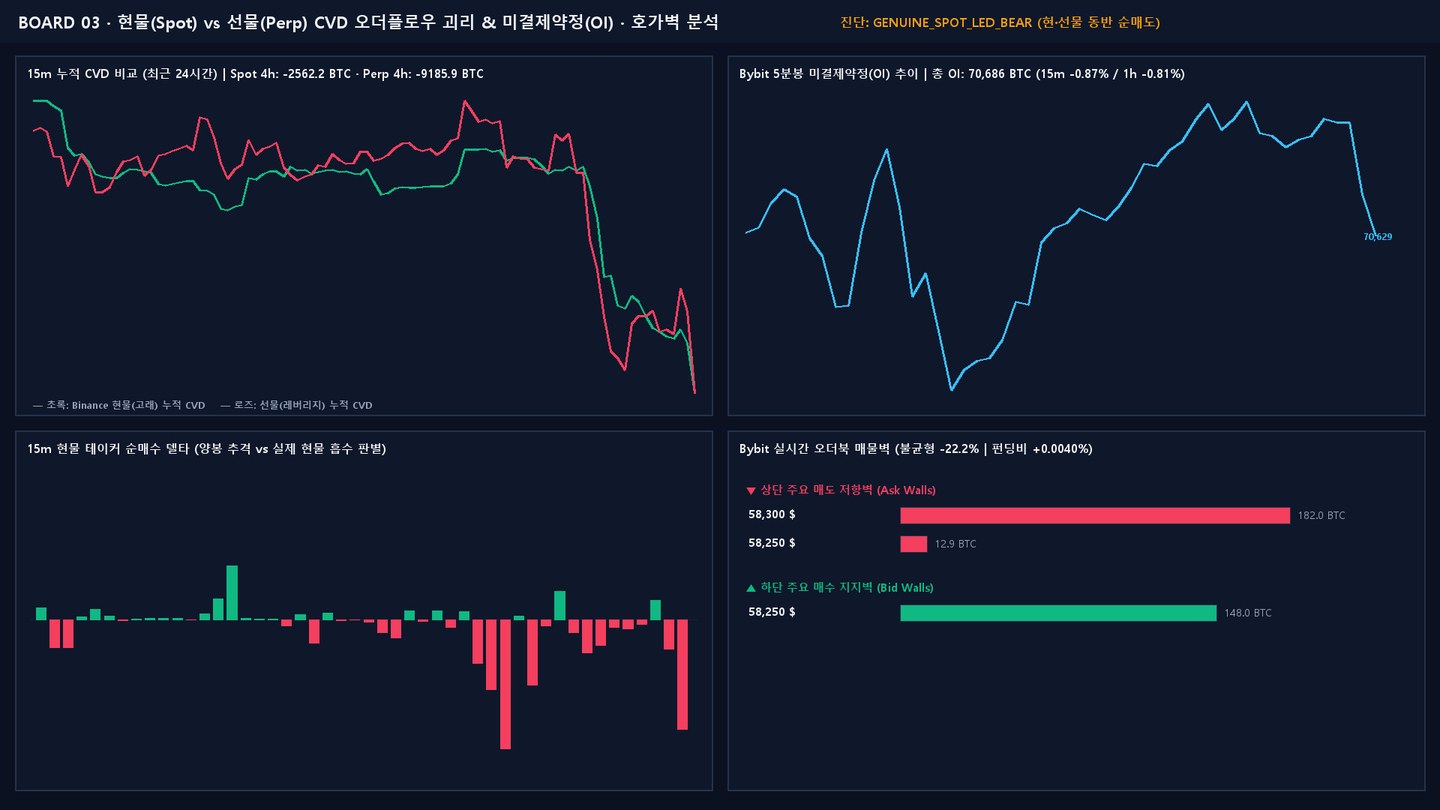 BOARD 03 · 현물(Spot) vs 선물(Perp) CVD 오더플로우 괴리 & 미결제약정(OI) · 호가벽 분석
진단: GENUINE_SPOT_LED_BEAR (현·선물 동반 순매도)
15m 누적 CVD 비교 (최근 24시간) | Spot 4h: -2562.2 BTC · Perp 4h: -9185.9 BTC
— 초록: Binance 현물(고래) 누적 CVD — 로즈: 선물(레버리지) 누적 CVD
Bybit 5분봉 미결제약정(OI) 추이 | 총 OI: 70,686 BTC (15m -0.87% / 1h -0.81%)
70,629
15m 현물 테이커 순매수 델타 (양봉 추격 vs 실제 현물 흡수 판별)
Bybit 실시간 오더북 매물벽 (불균형 -22.2% | 펀딩비 +0.0040%)
▼ 상단 주요 매도 저항벽 (Ask Walls)
58,300 $ 182.0 BTC
58,250 $ 12.9 BTC
▲ 하단 주요 매수 지지벽 (Bid Walls)
58,250 $ 148.0 BTC